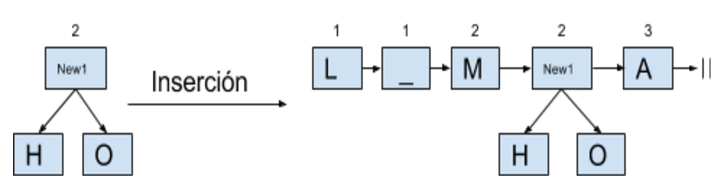 2
New1
H O
Inserción
1 1 2 2 3
L _ M New1 A
H O